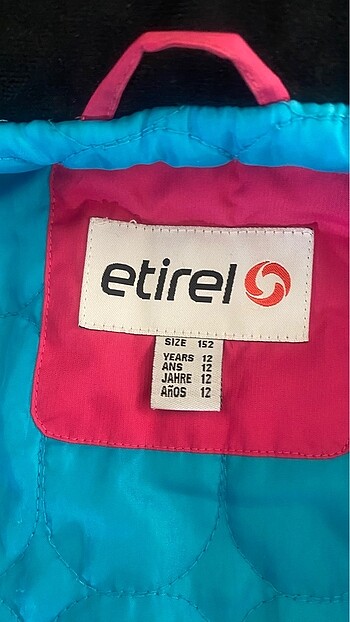 etirel
SIZE 152
YEARS 12
ANS 12
JAHRE 12
AÑOS 12